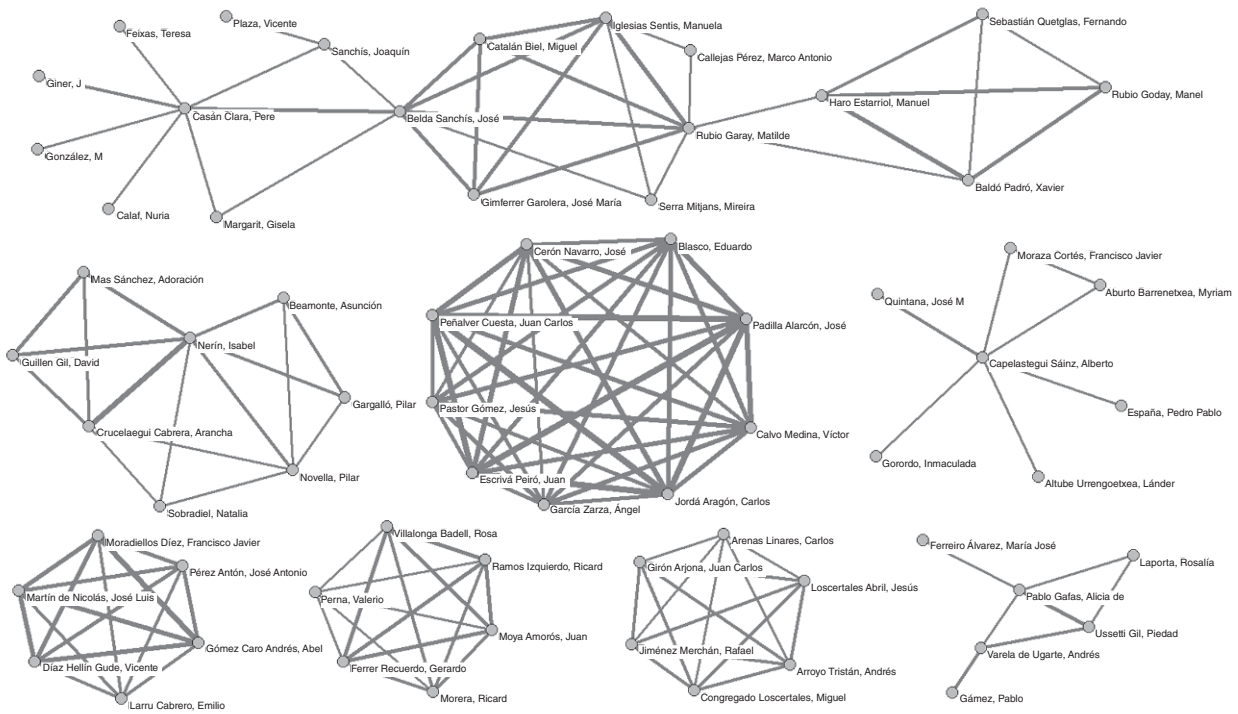 Plaza, Vicente
Feixas, Teresa
Sanchís, Joaquín
Giner, J
Casán Clara, Pere
González, M
Calaf, Nuria
Margarit, Gisela
Iglesias Sentis, Manuela
Catalán Biel, Miguel
Callejas Pérez, Marco Antonio
Belda Sanchís, José
Rubio Garay, Matilde
Gimferrer Garolera, José María
Serra Mitjans, Mireira
Sebastián Quetglas, Fernando
Haro Estarriol, Manuel
Rubio Goday, Manel
Baldó Padró, Xavier
Mas Sánchez, Adoración
Beamonte, Asunción
Nerín, Isabel
Guillen Gil, David
Gargalló, Pilar
Crucelaegui Cabrera, Arancha
Novella, Pilar
Sobradiel, Natalia
Cerón Navarro, José
Blasco, Eduardo
Peñalver Cuesta, Juan Carlos
Padilla Alarcón, José
Pastor Gómez, Jesús
Calvo Medina, Víctor
Escrivá Peiró, Juan
García Zarza, Ángel
Jordá Aragón, Carlos
Moraza Cortés, Francisco Javier
Aburto Barrenetxea, Myriam
Quintana, José M
Capelastegui Sáinz, Alberto
España, Pedro Pablo
Gorordo, Inmaculada
Altube Urrengoetxea, Lánder
Moradiellos Díez, Francisco Javier
Pérez Antón, José Antonio
Martín de Nicolás, José Luis
Gómez Caro Andrés, Abel
Díaz Hellín Gude, Vicente
Larru Cabrero, Emilio
Villalonga Badell, Rosa
Ramos Izquierdo, Ricard
Perna, Valerio
Moya Amorós, Juan
Ferrer Recuerdo, Gerardo
Morera, Ricard
Arenas Linares, Carlos
Girón Arjona, Juan Carlos
Loscertales Abril, Jesús
Jiménez Merchán, Rafael
Arroyo Tristán, Andrés
Congregado Loscertales, Miguel
Ferreiro Álvarez, María José
Laporta, Rosalía
Pablo Gafas, Alicia de
Ussetti Gil, Piedad
Varela de Ugarte, Andrés
Gámez, Pablo